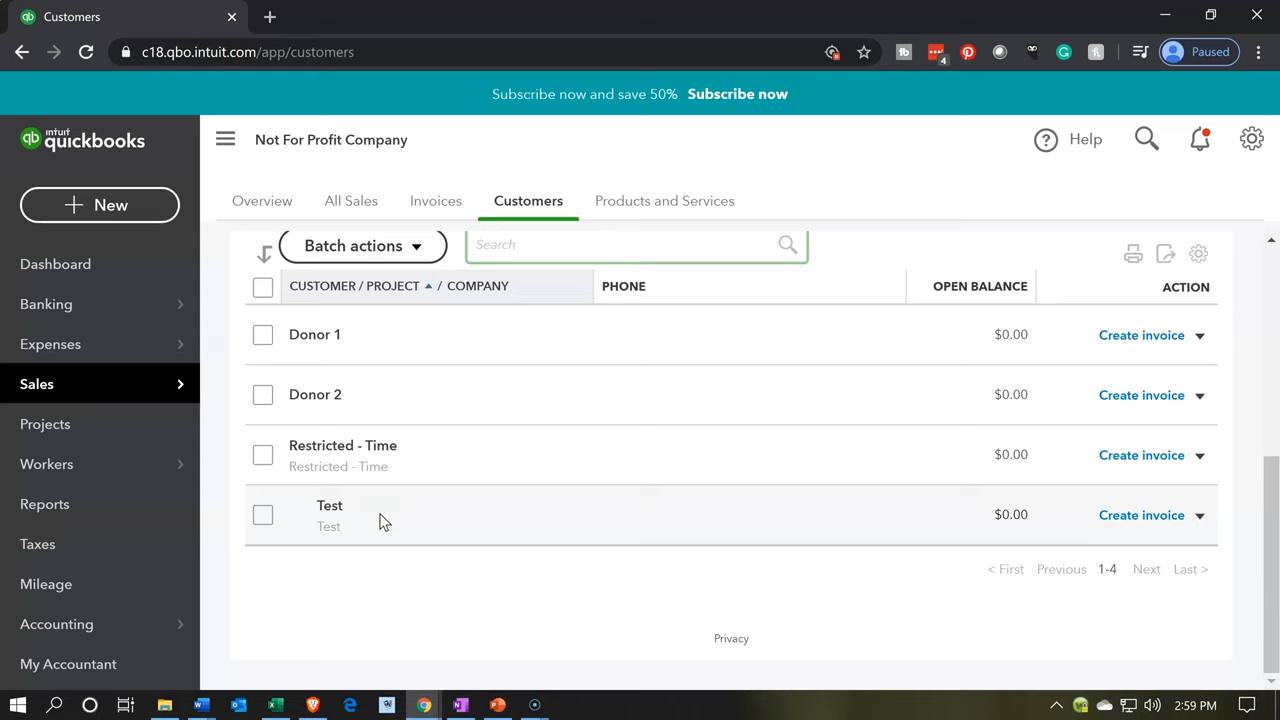 Customers
c18.qbo.intuit.com/app/customers
4
Paused
Subscribe now and save 50% Subscribe now
qb intuit quickbooks
Not For Profit Company
? Help
+ New
Overview All Sales Invoices Customers Products and Services
Dashboard
Banking
Expenses
Sales
Projects
Workers
Reports
Taxes
Mileage
Accounting
My Accountant
Batch actions
Search
CUSTOMER / PROJECT / COMPANY PHONE OPEN BALANCE ACTION
Donor 1 $0.00 Create invoice
Donor 2 $0.00 Create invoice
Restricted - Time
Restricted - Time
$0.00 Create invoice
Test
Test
$0.00 Create invoice
< First Previous 1-4 Next Last >
Privacy
2:59 PM